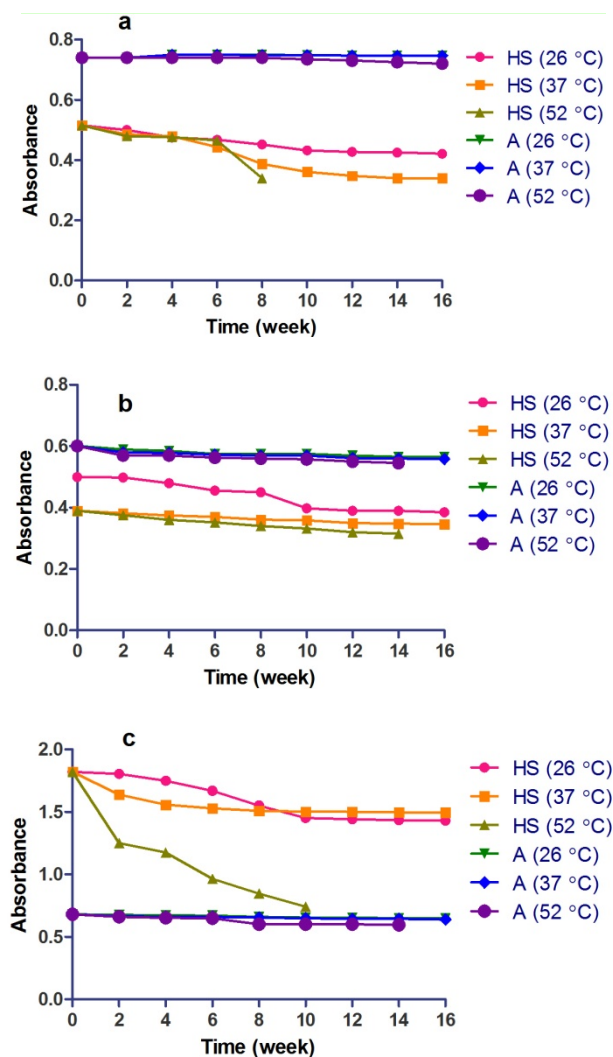 a
0.8
0.6
0.4
0.2
0.0
Absorbance
0 2 4 6 8 10 12 14 16
Time (week)
HS (26 °C)
HS (37 °C)
HS (52 °C)
A (26 °C)
A (37 °C)
A (52 °C)
b
0.8
0.6
0.4
0.2
0.0
Absorbance
0 2 4 6 8 10 12 14 16
Time (week)
HS (26 °C)
HS (37 °C)
HS (52 °C)
A (26 °C)
A (37 °C)
A (52 °C)
c
2.0
1.5
1.0
0.5
0.0
Absorbance
0 2 4 6 8 10 12 14 16
Time (week)
HS (26 °C)
HS (37 °C)
HS (52 °C)
A (26 °C)
A (37 °C)
A (52 °C)